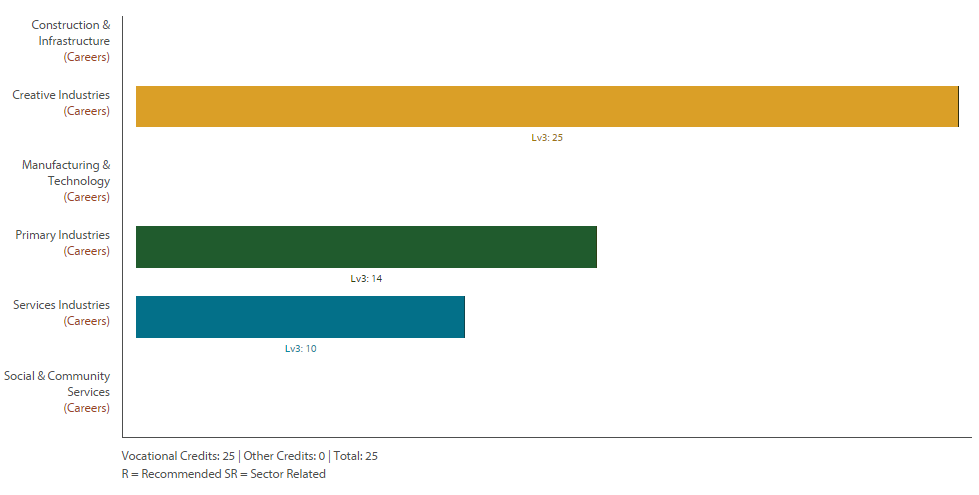 Construction &
Infrastructure
(Careers)
Creative Industries
(Careers)
Lv3: 25
Manufacturing &
Technology
(Careers)
Primary Industries
(Careers)
Lv3: 14
Services Industries
(Careers)
Lv3: 10
Social & Community
Services
(Careers)
Vocational Credits: 25 | Other Credits: 0 | Total: 25
R = Recommended SR = Sector Related